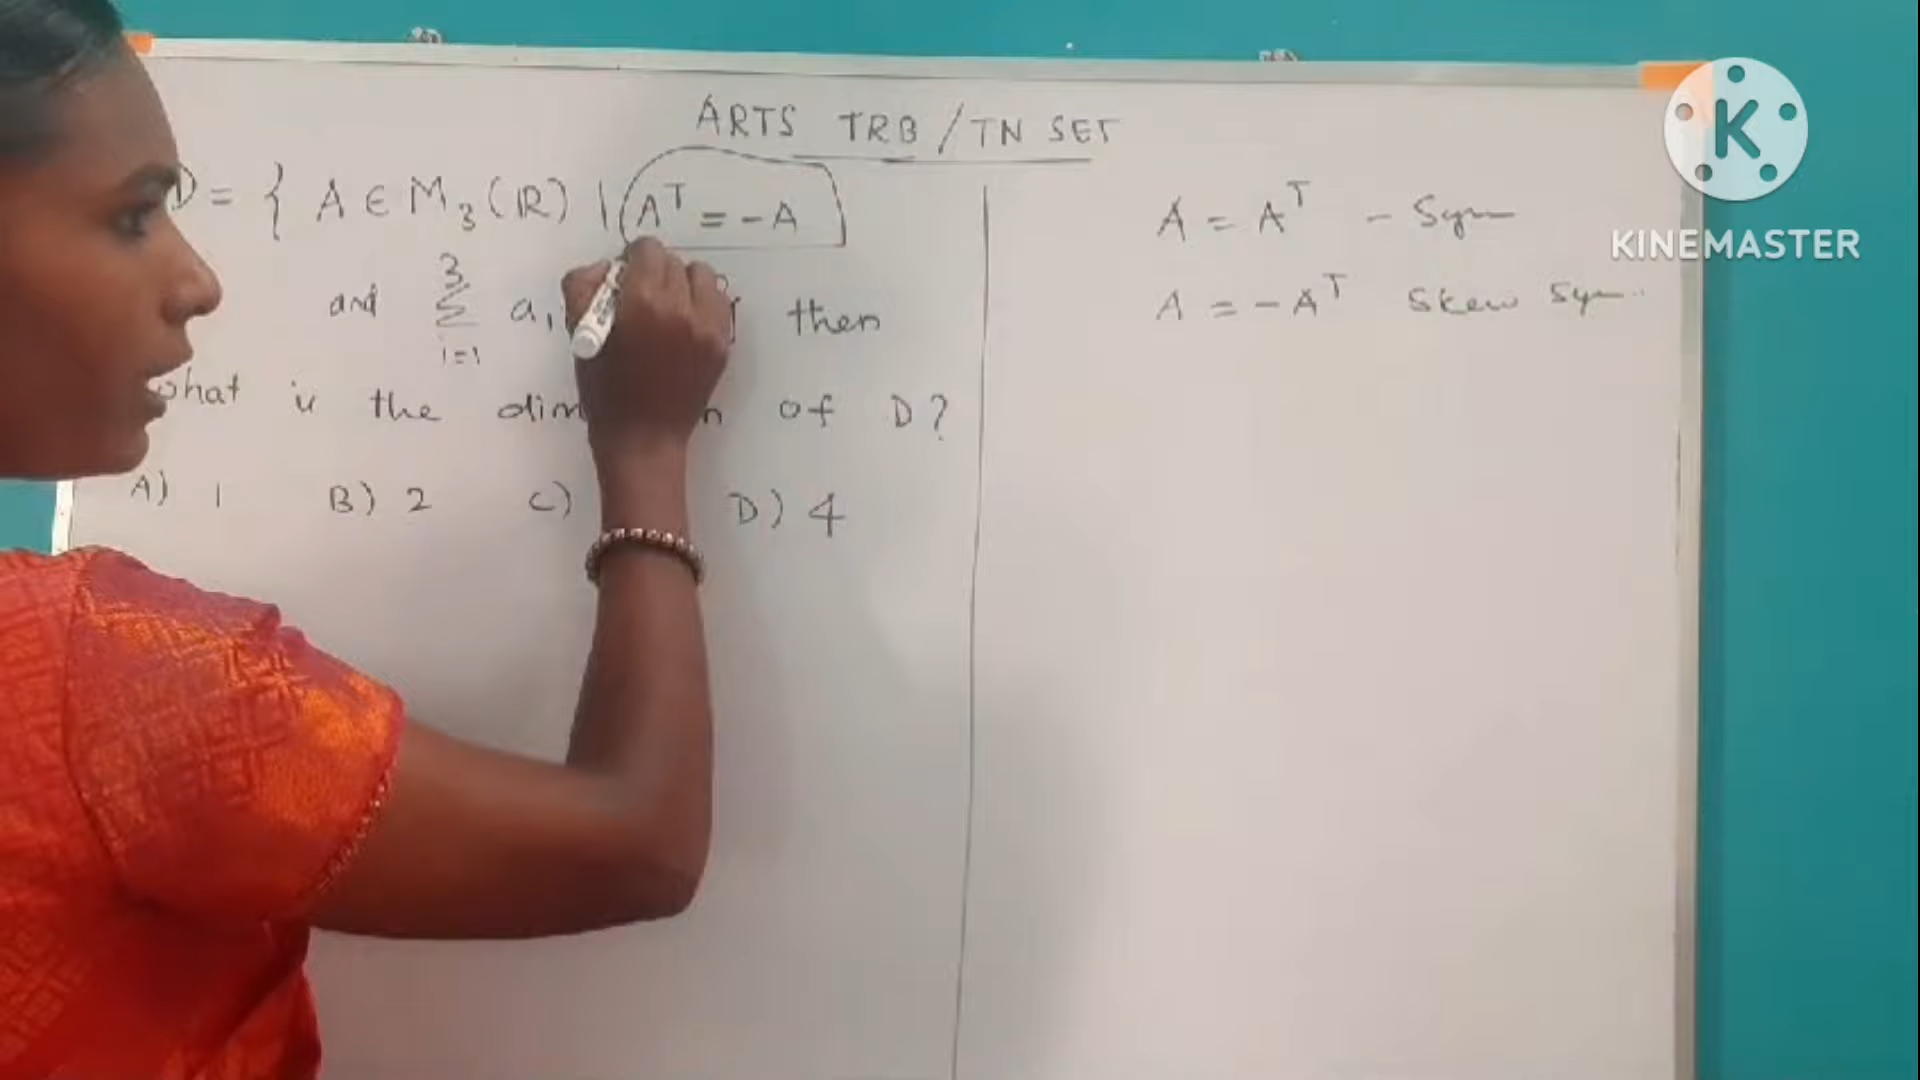 ARTS TRB / TN SET
D = { A ∈ M₃(ℝ) | Aᵀ = -A
and 3 Σ i=1 a₁ then
what is the of D?
A) 1 B) 2 C) D) 4
A = Aᵀ - Sym
A = -Aᵀ Skew Sym.
K
KINEMASTER